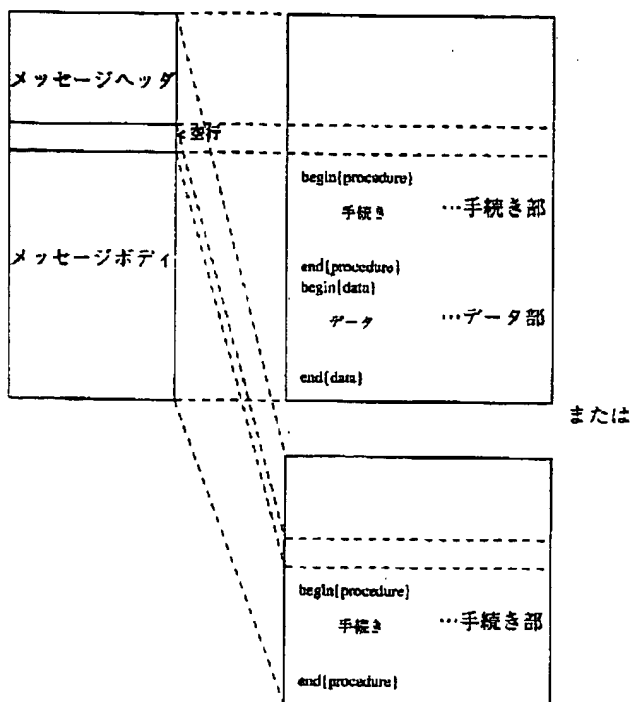 メッセージヘッダ
空行
メッセージボディ
begin{procedure}
手続き …手続き部
end{procedure}
begin{data}
データ …データ部
end{data}
または
begin{procedure}
手続き …手続き部
end{procedure}